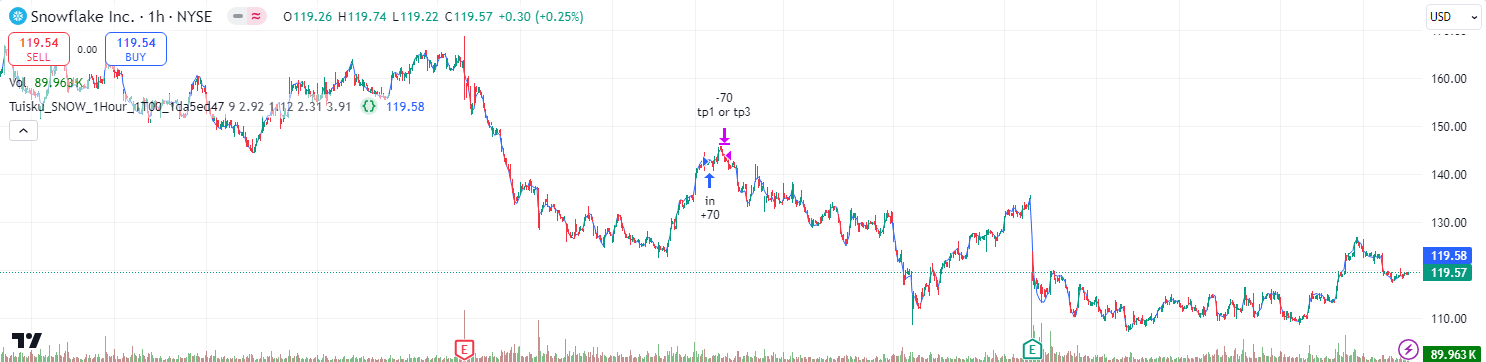 Snowflake Inc. · 1h · NYSE
O119.26 H119.74 L119.22 C119.57 +0.30 (+0.25%)
USD
119.54
SELL
0.00
119.54
BUY
Vol 89.963 K
Tuisku_SNOW_1Hour_1T00_1da5ed47 9 2.92 1.12 2.31 3.91 {} 119.58
-70
tp1 or tp3
in
+70
160.00
150.00
140.00
130.00
119.58
119.57
110.00
89.963 K
E
E